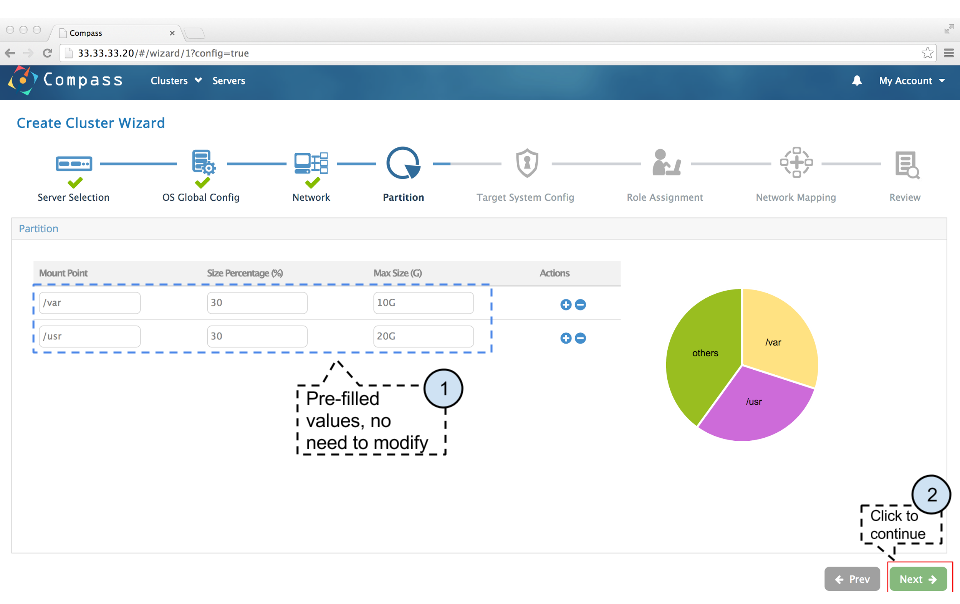 Compass
33.33.33.20/#/wizard/1?config=true
Compass Clusters Servers My Account
Create Cluster Wizard
Server Selection OS Global Config Network Partition Target System Config Role Assignment Network Mapping Review
Partition
Mount Point Size Percentage (%) Max Size (G) Actions
/var 30 10G
/usr 30 20G
others
/var
/usr
1
Pre-filled
values, no
need to modify
2
Click to
continue
Prev Next